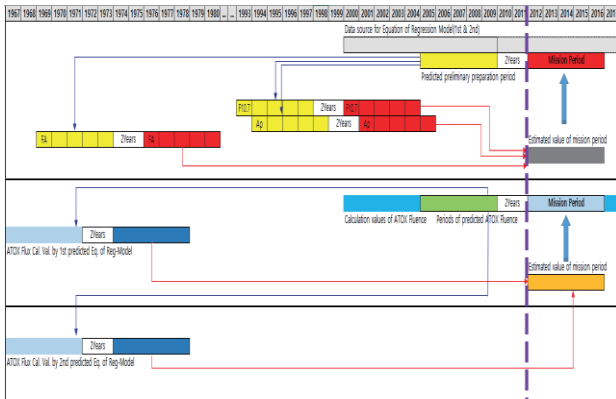 1967 1968 1969 1970 1971 1972 1973 1974 1975 1976 1977 1978 1979 1980 ... ... 1993 1994 1995 1996 1997 1998 1999 2000 2001 2002 2003 2004 2005 2006 2007 2008 2009 2010 2011 2012 2013 2014 2015 2016
Data source for Equation of Regression Model(1st & 2nd)
2Years Mission Period
Predicted preliminary preparation period
F10.7 2Years F10.7
Ap 2Years Ap
FA 2Years FA
Estimated value of mission period
2Years Mission Period
Calculation values of ATOX Fluence Periods of predicted ATOX Fluence
2Years
ATOX Flux Cal. Val. by 1st predicted Eq. of Reg-Model
Estimated value of mission period
2Years
ATOX Flux Cal. Val. by 2nd predicted Eq. of Reg-Model